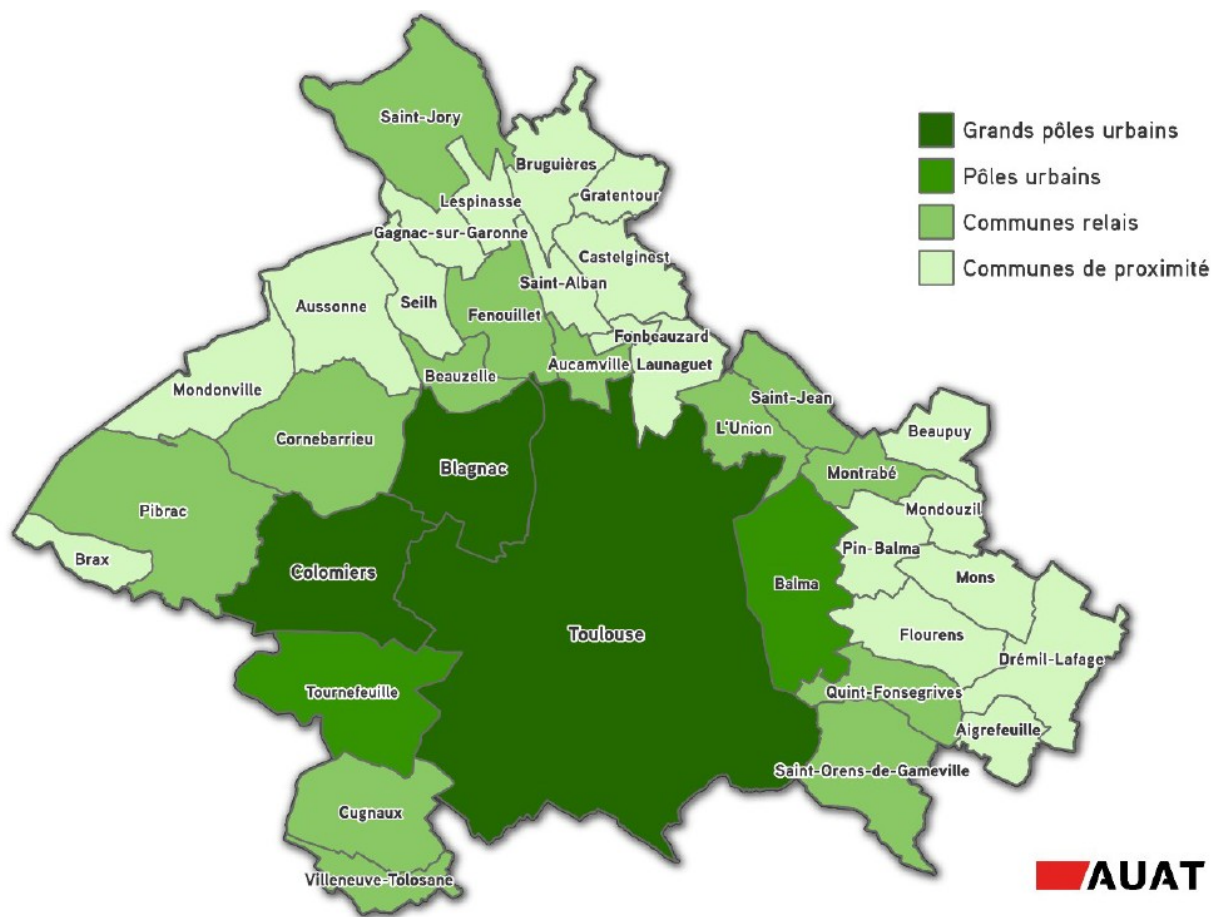 Saint-Jory
Bruguières
Gratentour
Lespinasse
Gagnac-sur-Garonne
Castelginest
Saint-Alban
Seilh
Aussonne
Fenouillet
Fonbeauzard
Aucamville
Launaguet
Beauzelle
Mondonville
Saint-Jean
L'Union
Beaupuy
Cornebarrieu
Blagnac
Montrabé
Pibrac
Mondouzil
Pin-Balma
Brax
Colomiers
Balma
Mons
Toulouse
Flourens
Drémil-Lafage
Tournefeuille
Quint-Fonsegrives
Aigrefeuille
Saint-Orens-de-Gameville
Cugnaux
Villeneuve-Tolosane
Grands pôles urbains
Pôles urbains
Communes relais
Communes de proximité
AUAT